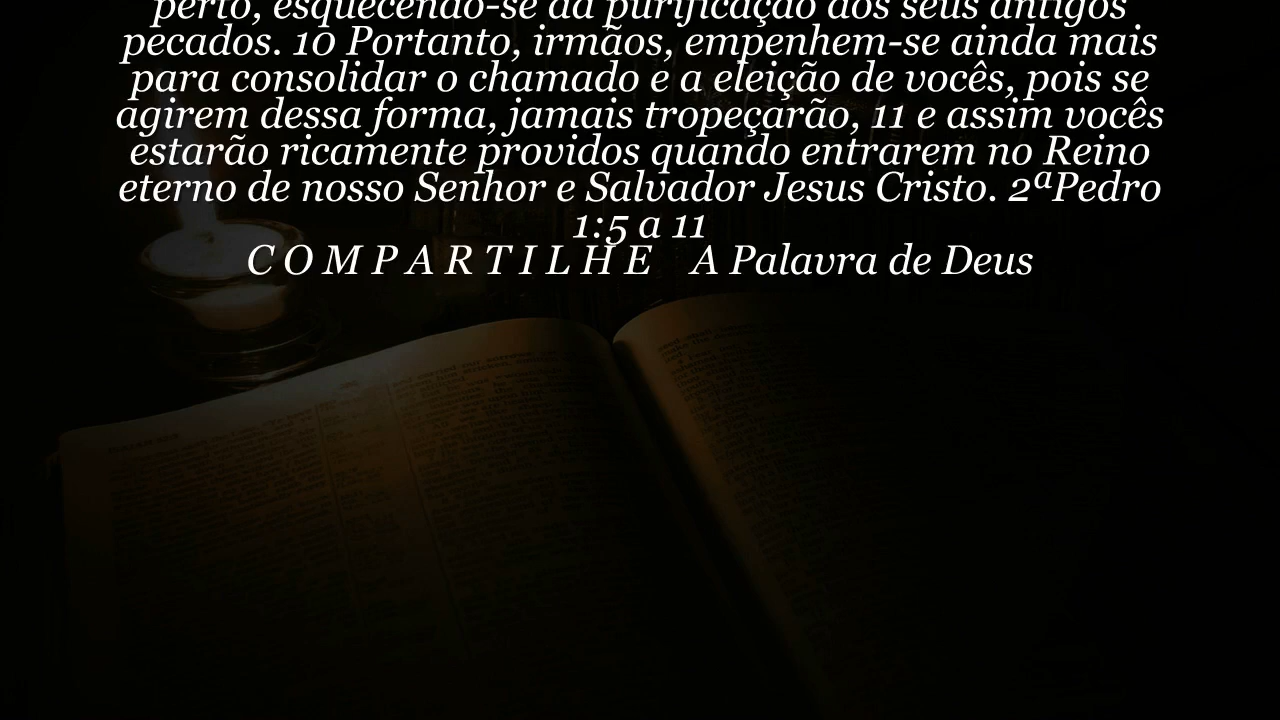 perto, esquecendo-se da purificação dos seus antigos
pecados. 10 Portanto, irmãos, empenhem-se ainda mais
para consolidar o chamado e a eleição de vocês, pois se
agirem dessa forma, jamais tropeçarão, 11 e assim vocês
estarão ricamente providos quando entrarem no Reino
eterno de nosso Senhor e Salvador Jesus Cristo. 2ªPedro
1:5 a 11
C O M P A R T I L H E A Palavra de Deus